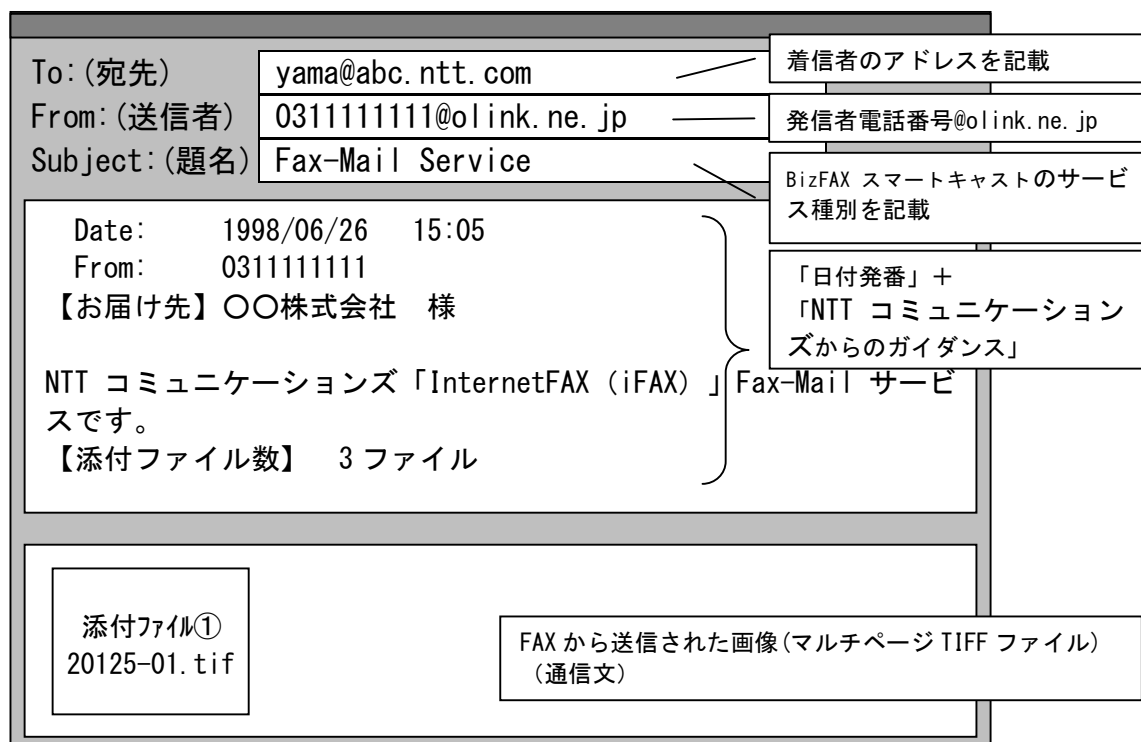 To:(宛先)
yama@abc.ntt.com
着信者のアドレスを記載
From:(送信者)
0311111111@olink.ne.jp
発信者電話番号@olink.ne.jp
Subject:(題名)
Fax-Mail Service
BizFAX スマートキャストのサービ
ス種別を記載
Date: 1998/06/26 15:05
From: 0311111111
【お届け先】〇〇株式会社 様
「日付発番」+
「NTT コミュニケーション
ズからのガイダンス」
NTT コミュニケーションズ「InternetFAX(iFAX)」Fax-Mail サービ
スです。
【添付ファイル数】 3 ファイル
添付ファイル①
20125-01.tif
FAX から送信された画像(マルチページ TIFF ファイル)
(通信文)